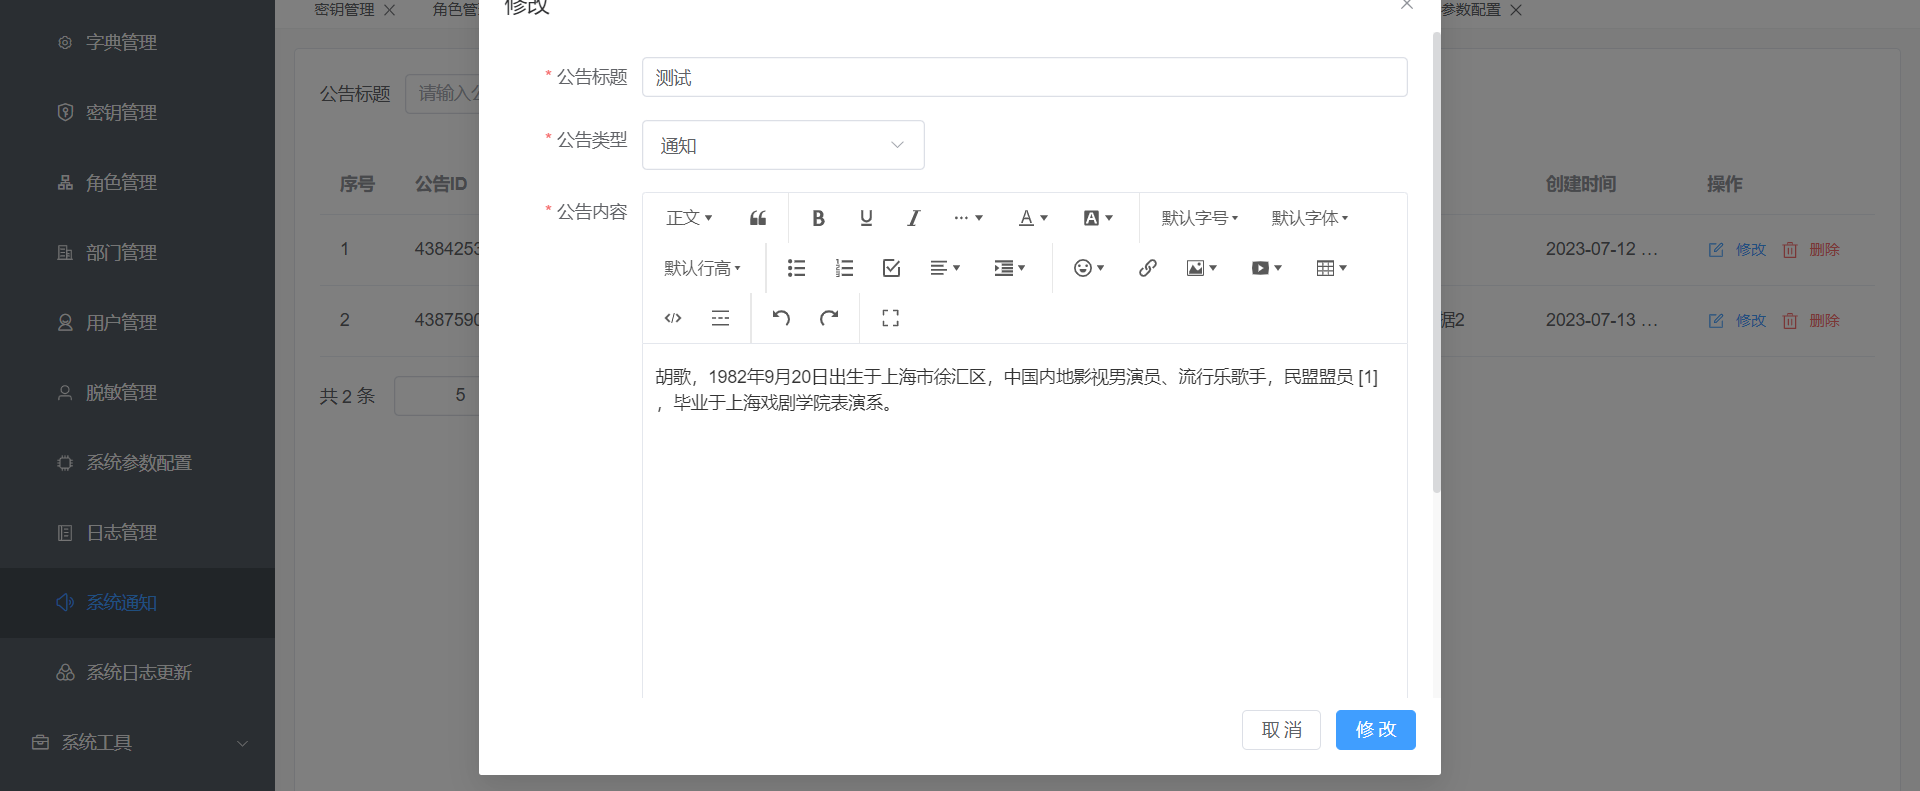 字典管理
密钥管理
角色管理
部门管理
用户管理
脱敏管理
系统参数配置
日志管理
系统通知
系统日志更新
系统工具
密钥管理
角色管
参数配置
公告标题
请输入公
序号 公告ID
创建时间 操作
1 4384253
2023-07-12 ... 修改 删除
2 4387590
据2 2023-07-13 ... 修改 删除
共 2 条 5
修改
* 公告标题 测试
* 公告类型 通知
* 公告内容
正文 B U I ... A A 默认字号 默认字体
默认行高
胡歌，1982年9月20日出生于上海市徐汇区，中国内地影视男演员、流行乐歌手，民盟盟员 [1]
，毕业于上海戏剧学院表演系。
取 消 修 改